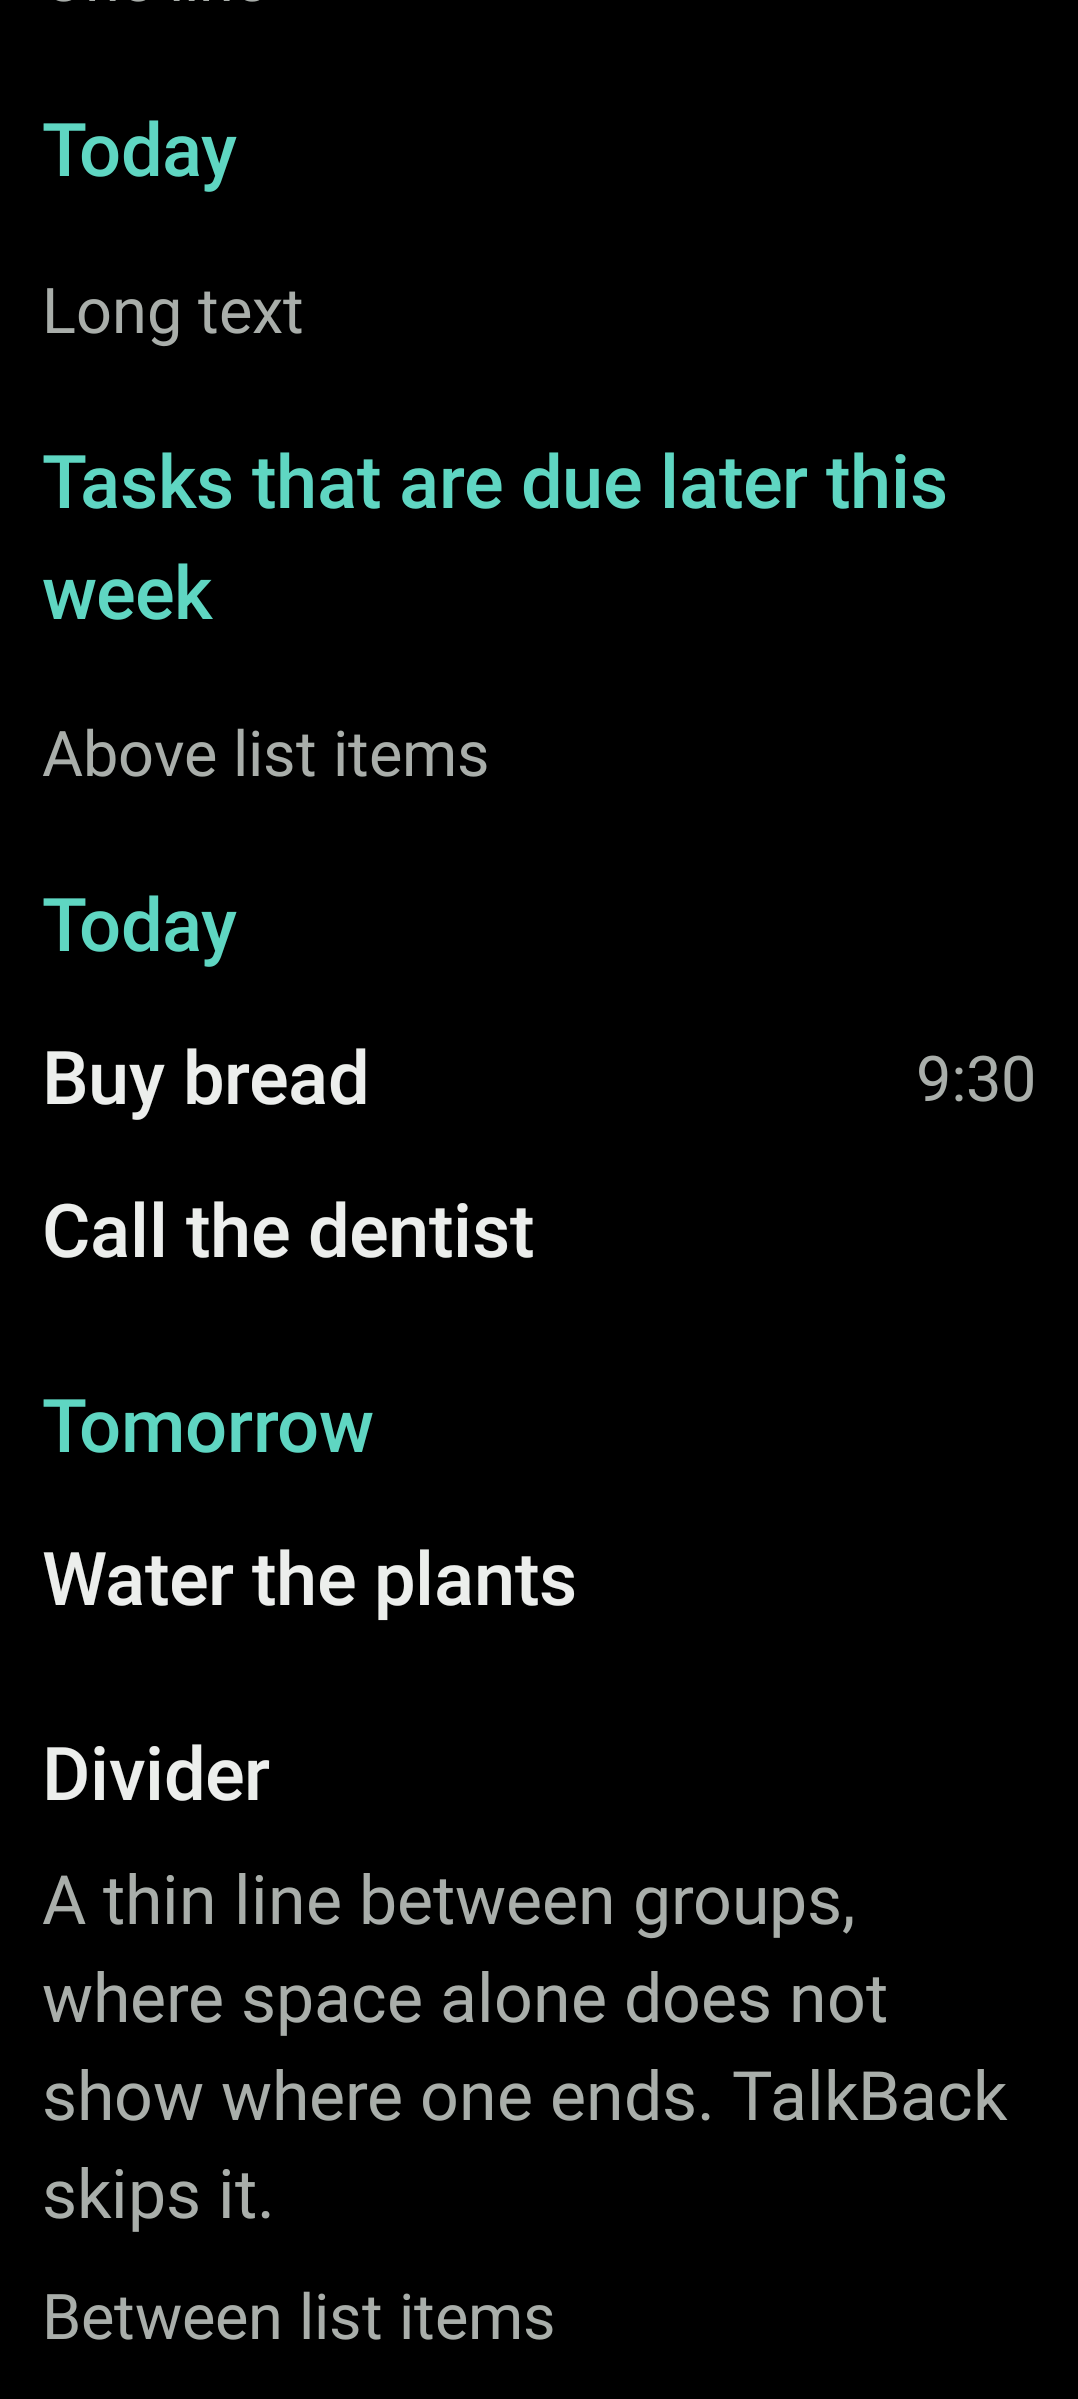 Today
Long text
Tasks that are due later this
week
Above list items
Today
Buy bread 9:30
Call the dentist
Tomorrow
Water the plants
Divider
A thin line between groups,
where space alone does not
show where one ends. TalkBack
skips it.
Between list items